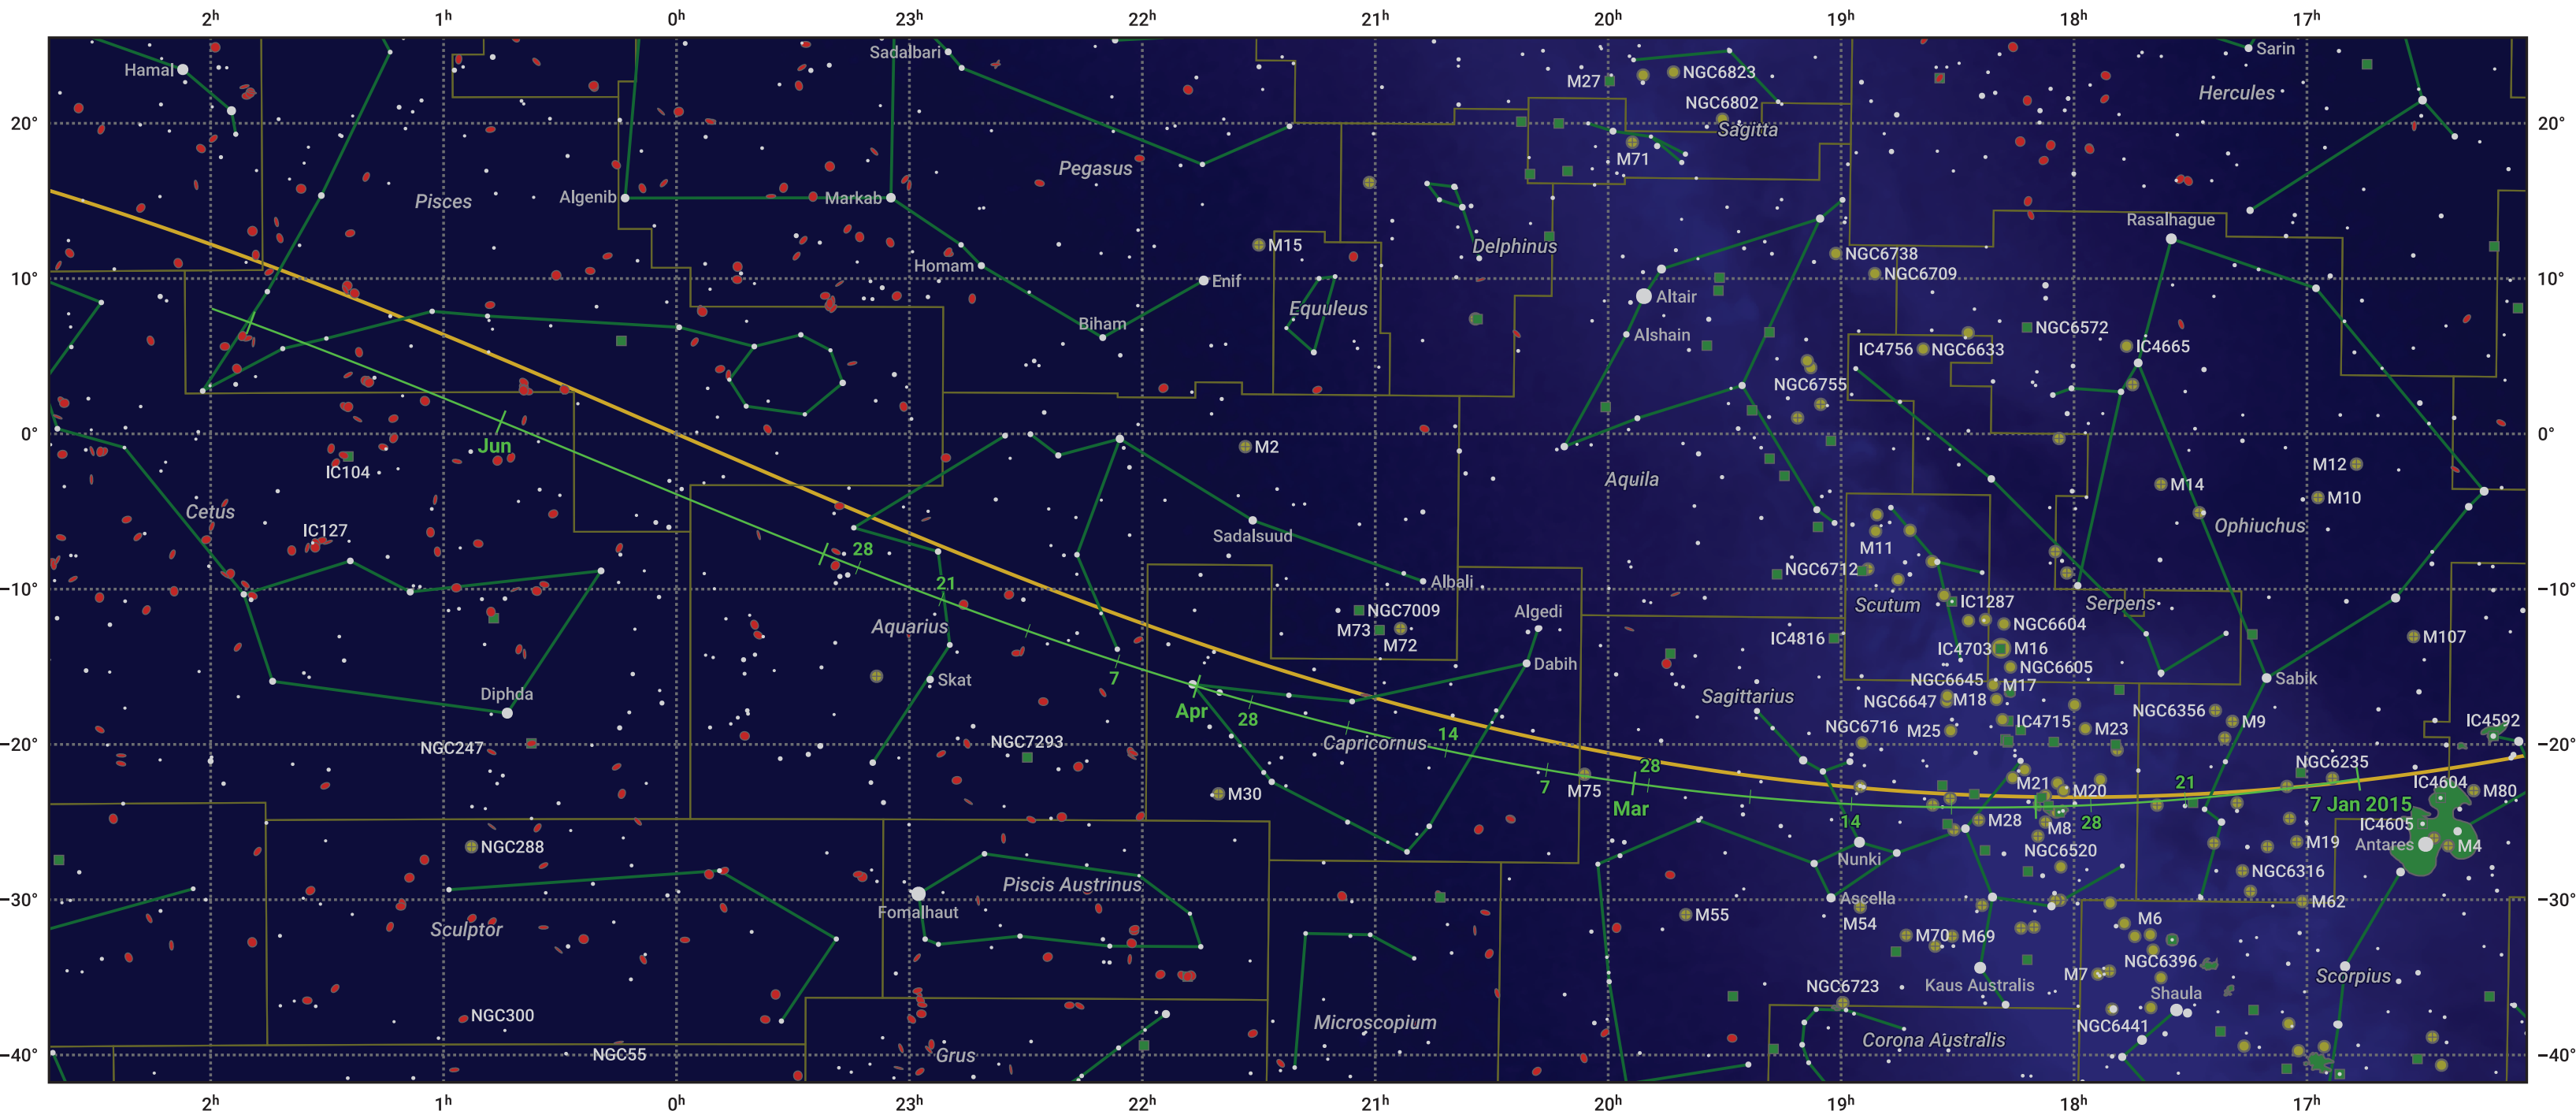 2h 1h 0h 23h 22h 21h 20h 19h 18h 17h
Sadalbari
Sarin
Hamal
M27
NGC6823
Hercules
NGC6802
20°
Sagitta
20°
M71
Pegasus
Pisces
Algenib
Markab
Rasalhague
M15
Delphinus
NGC6738
Homam
NGC6709
10°
Enif
10°
Altair
Equuleus
Biham
NGC6572
Alshain
IC4665
IC4756
NGC6633
NGC6755
0°
Jun
M2
0°
M12
IC104
Aquila
M14
M10
Cetus
IC127
Sadalsuud
Ophiuchus
28
M11
NGC6712
−10°
21
Albali
−10°
IC1287
Scutum
Serpens
NGC7009
Algedi
Aquarius
M73
NGC6604
M72
IC4816
M107
IC4703
M16
Dabih
NGC6605
7
Skat
NGC6645
Sabik
M17
Diphda
Sagittarius
NGC6647
M18
Apr
28
NGC6356
M9
IC4715
IC4592
NGC6716
M25
M23
14
NGC7293
Capricornus
NGC247
−20°
−20°
28
NGC6235
7
M21
21
IC4604
M75
M20
M80
M30
Mar
7 Jan 2015
14
M28
28
IC4605
M8
NGC288
M19
Antares
M4
Nunki
NGC6520
NGC6316
Piscis Austrinus
−30°
Ascella
M62
−30°
Fomalhaut
M55
M54
M6
Sculptor
M70
M69
NGC6396
M7
Scorpius
NGC6723
Kaus Australis
Shaula
NGC300
Microscopium
NGC6441
Corona Australis
−40°
NGC55
Grus
−40°
2h 1h 0h 23h 22h 21h 20h 19h 18h 17h